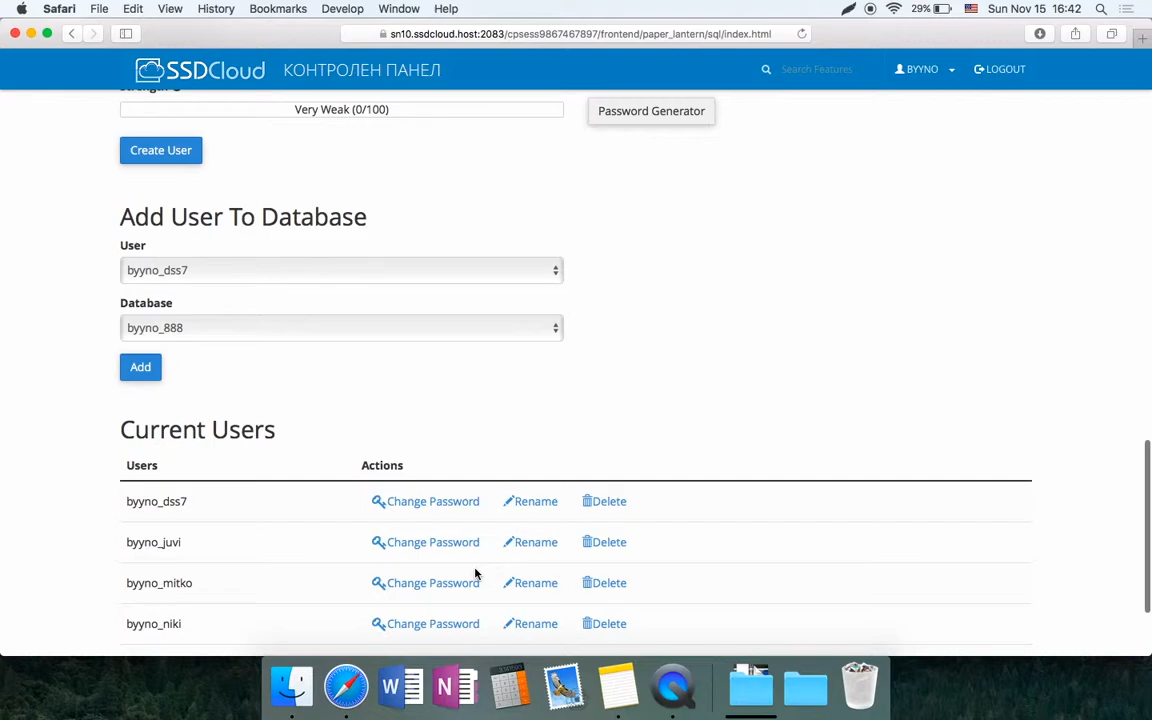 Safari File Edit View History Bookmarks Develop Window Help 29% Sun Nov 15 16:42
sn10.ssdcloud.host:2083/cpsess9867467897/frontend/paper_lantern/sql/index.html
SSDCloud КОНТРОЛЕН ПАНЕЛ Search Features BYYNO LOGOUT
Very Weak (0/100) Password Generator
Create User
Add User To Database
User
byyno_dss7
Database
byyno_888
Add
Current Users
Users Actions
byyno_dss7 Change Password Rename Delete
byyno_juvi Change Password Rename Delete
byyno_mitko Change Password Rename Delete
byyno_niki Change Password Rename Delete